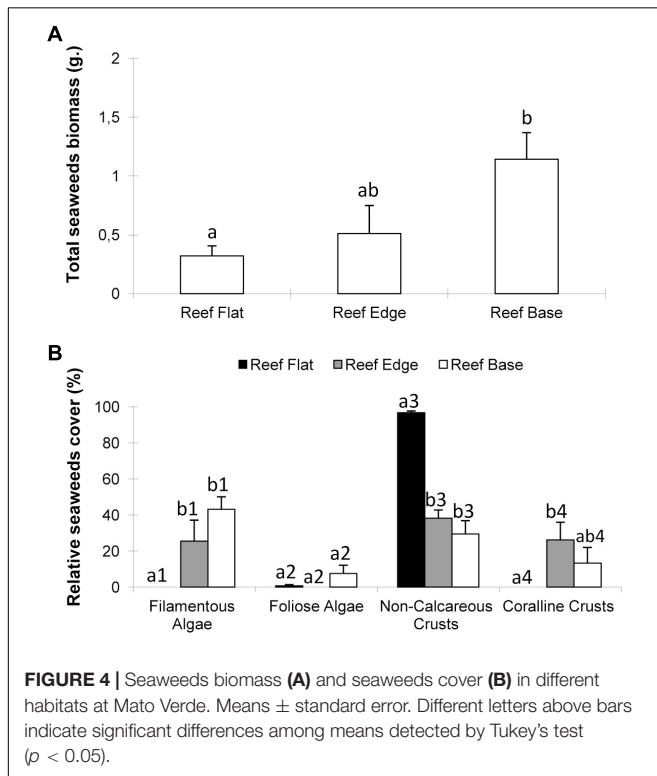 A
Total seaweeds biomass (g.)
2
1,5
1
0,5
0
a
ab
b
Reef Flat Reef Edge Reef Base
B
Reef Flat Reef Edge Reef Base
Relative seaweeds cover (%)
100
80
60
40
20
0
a1 b1 b1
a2 a2 a2
a3 b3 b3
a4 b4 ab4
Filamentous Algae
Foliose Algae
Non-Calcareous Crusts
Coralline Crusts
FIGURE 4 | Seaweeds biomass (A) and seaweeds cover (B) in different
habitats at Mato Verde. Means ± standard error. Different letters above bars
indicate significant differences among means detected by Tukey's test
(p < 0.05).